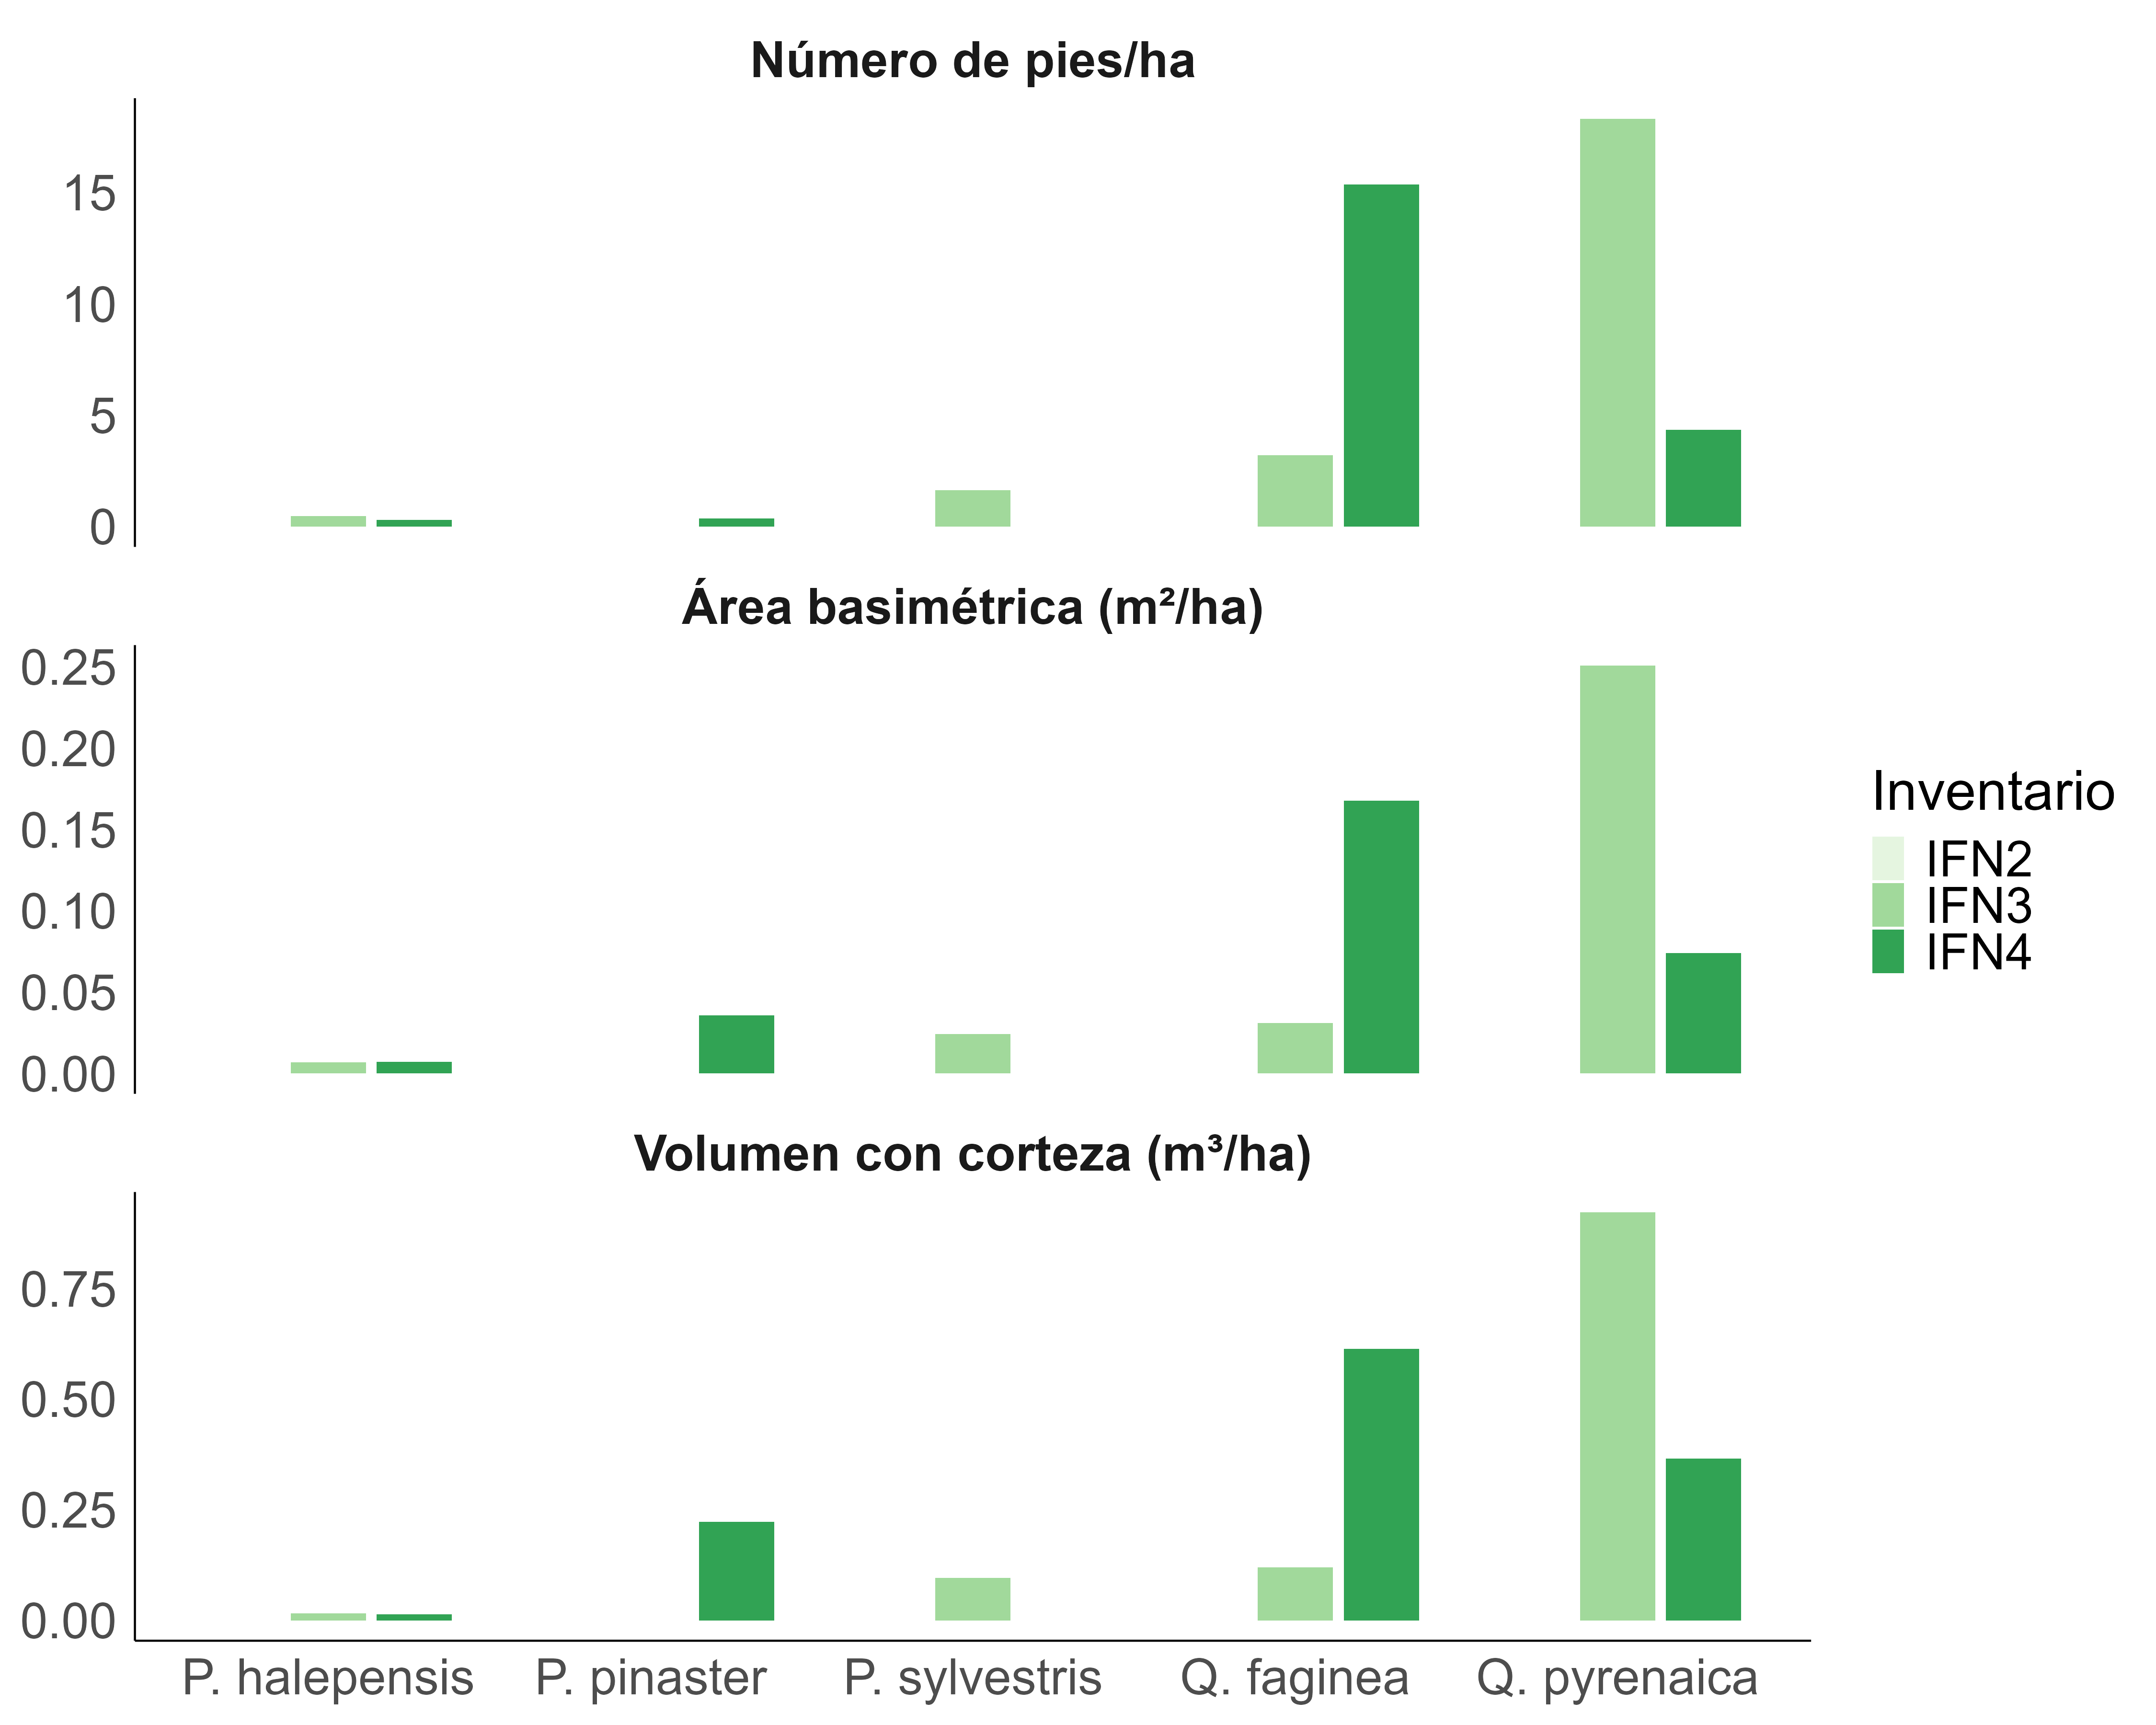 Número de pies/ha
15
10
5
0
Área basimétrica (m²/ha)
0.25
0.20
0.15
0.10
0.05
0.00
Inventario
IFN2
IFN3
IFN4
Volumen con corteza (m³/ha)
0.75
0.50
0.25
0.00
P. halepensis P. pinaster P. sylvestris Q. faginea Q. pyrenaica